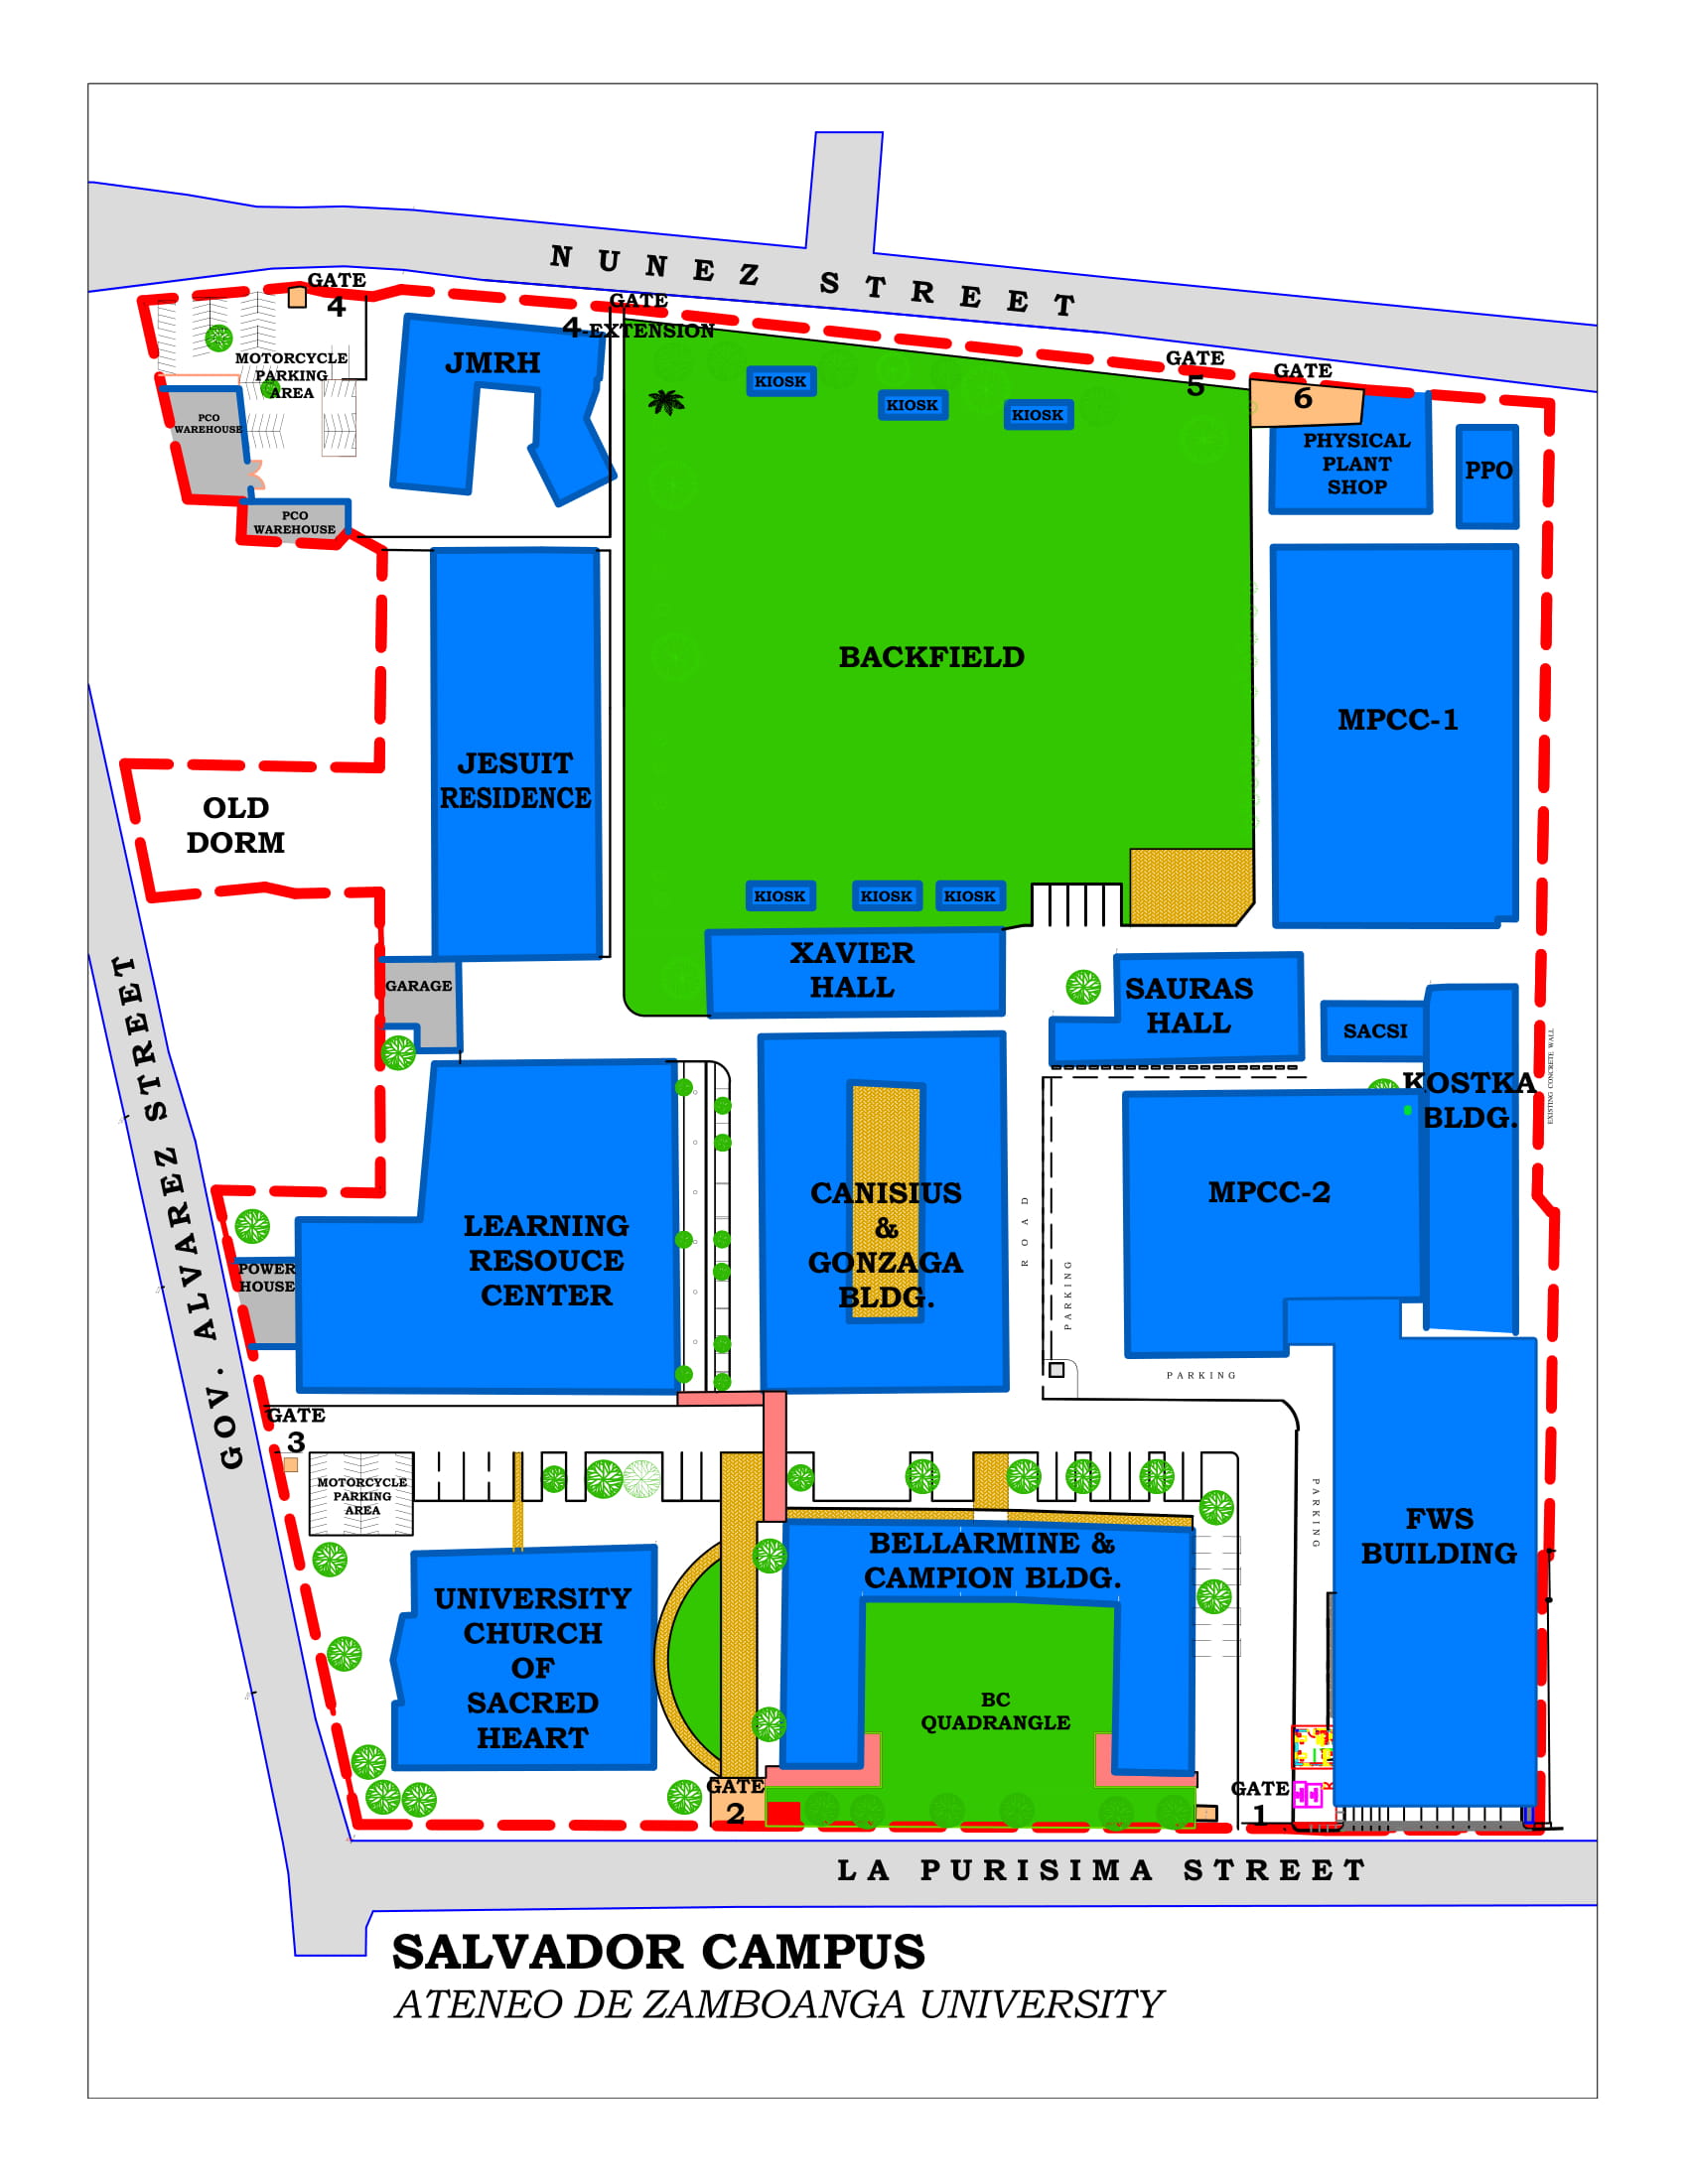 NUNEZ STREET
GATE
4
GATE
4-EXTENSION
GATE
5
GATE
6
MOTORCYCLE
PARKING
AREA
JMRH
KIOSK
KIOSK
KIOSK
PCO
WAREHOUSE
PHYSICAL
PLANT
SHOP
PPO
PCO
WAREHOUSE
BACKFIELD
MPCC-1
JESUIT
RESIDENCE
OLD
DORM
KIOSK
KIOSK
KIOSK
XAVIER
HALL
GARAGE
SAURAS
HALL
SACSI
KOSTKA
BLDG.
EXISTING CONCRETE WALL
GOV. ALVAREZ STREET
MPCC-2
CANISIUS
&
GONZAGA
BLDG.
ROAD
PARKING
LEARNING
RESOUCE
CENTER
POWER
HOUSE
PARKING
GATE
3
MOTORCYCLE
PARKING
AREA
PARKING
FWS
BUILDING
BELLARMINE &
CAMPION BLDG.
UNIVERSITY
CHURCH
OF
SACRED
HEART
BC
QUADRANGLE
GATE
2
GATE
1
LA PURISIMA STREET
SALVADOR CAMPUS
ATENEO DE ZAMBOANGA UNIVERSITY